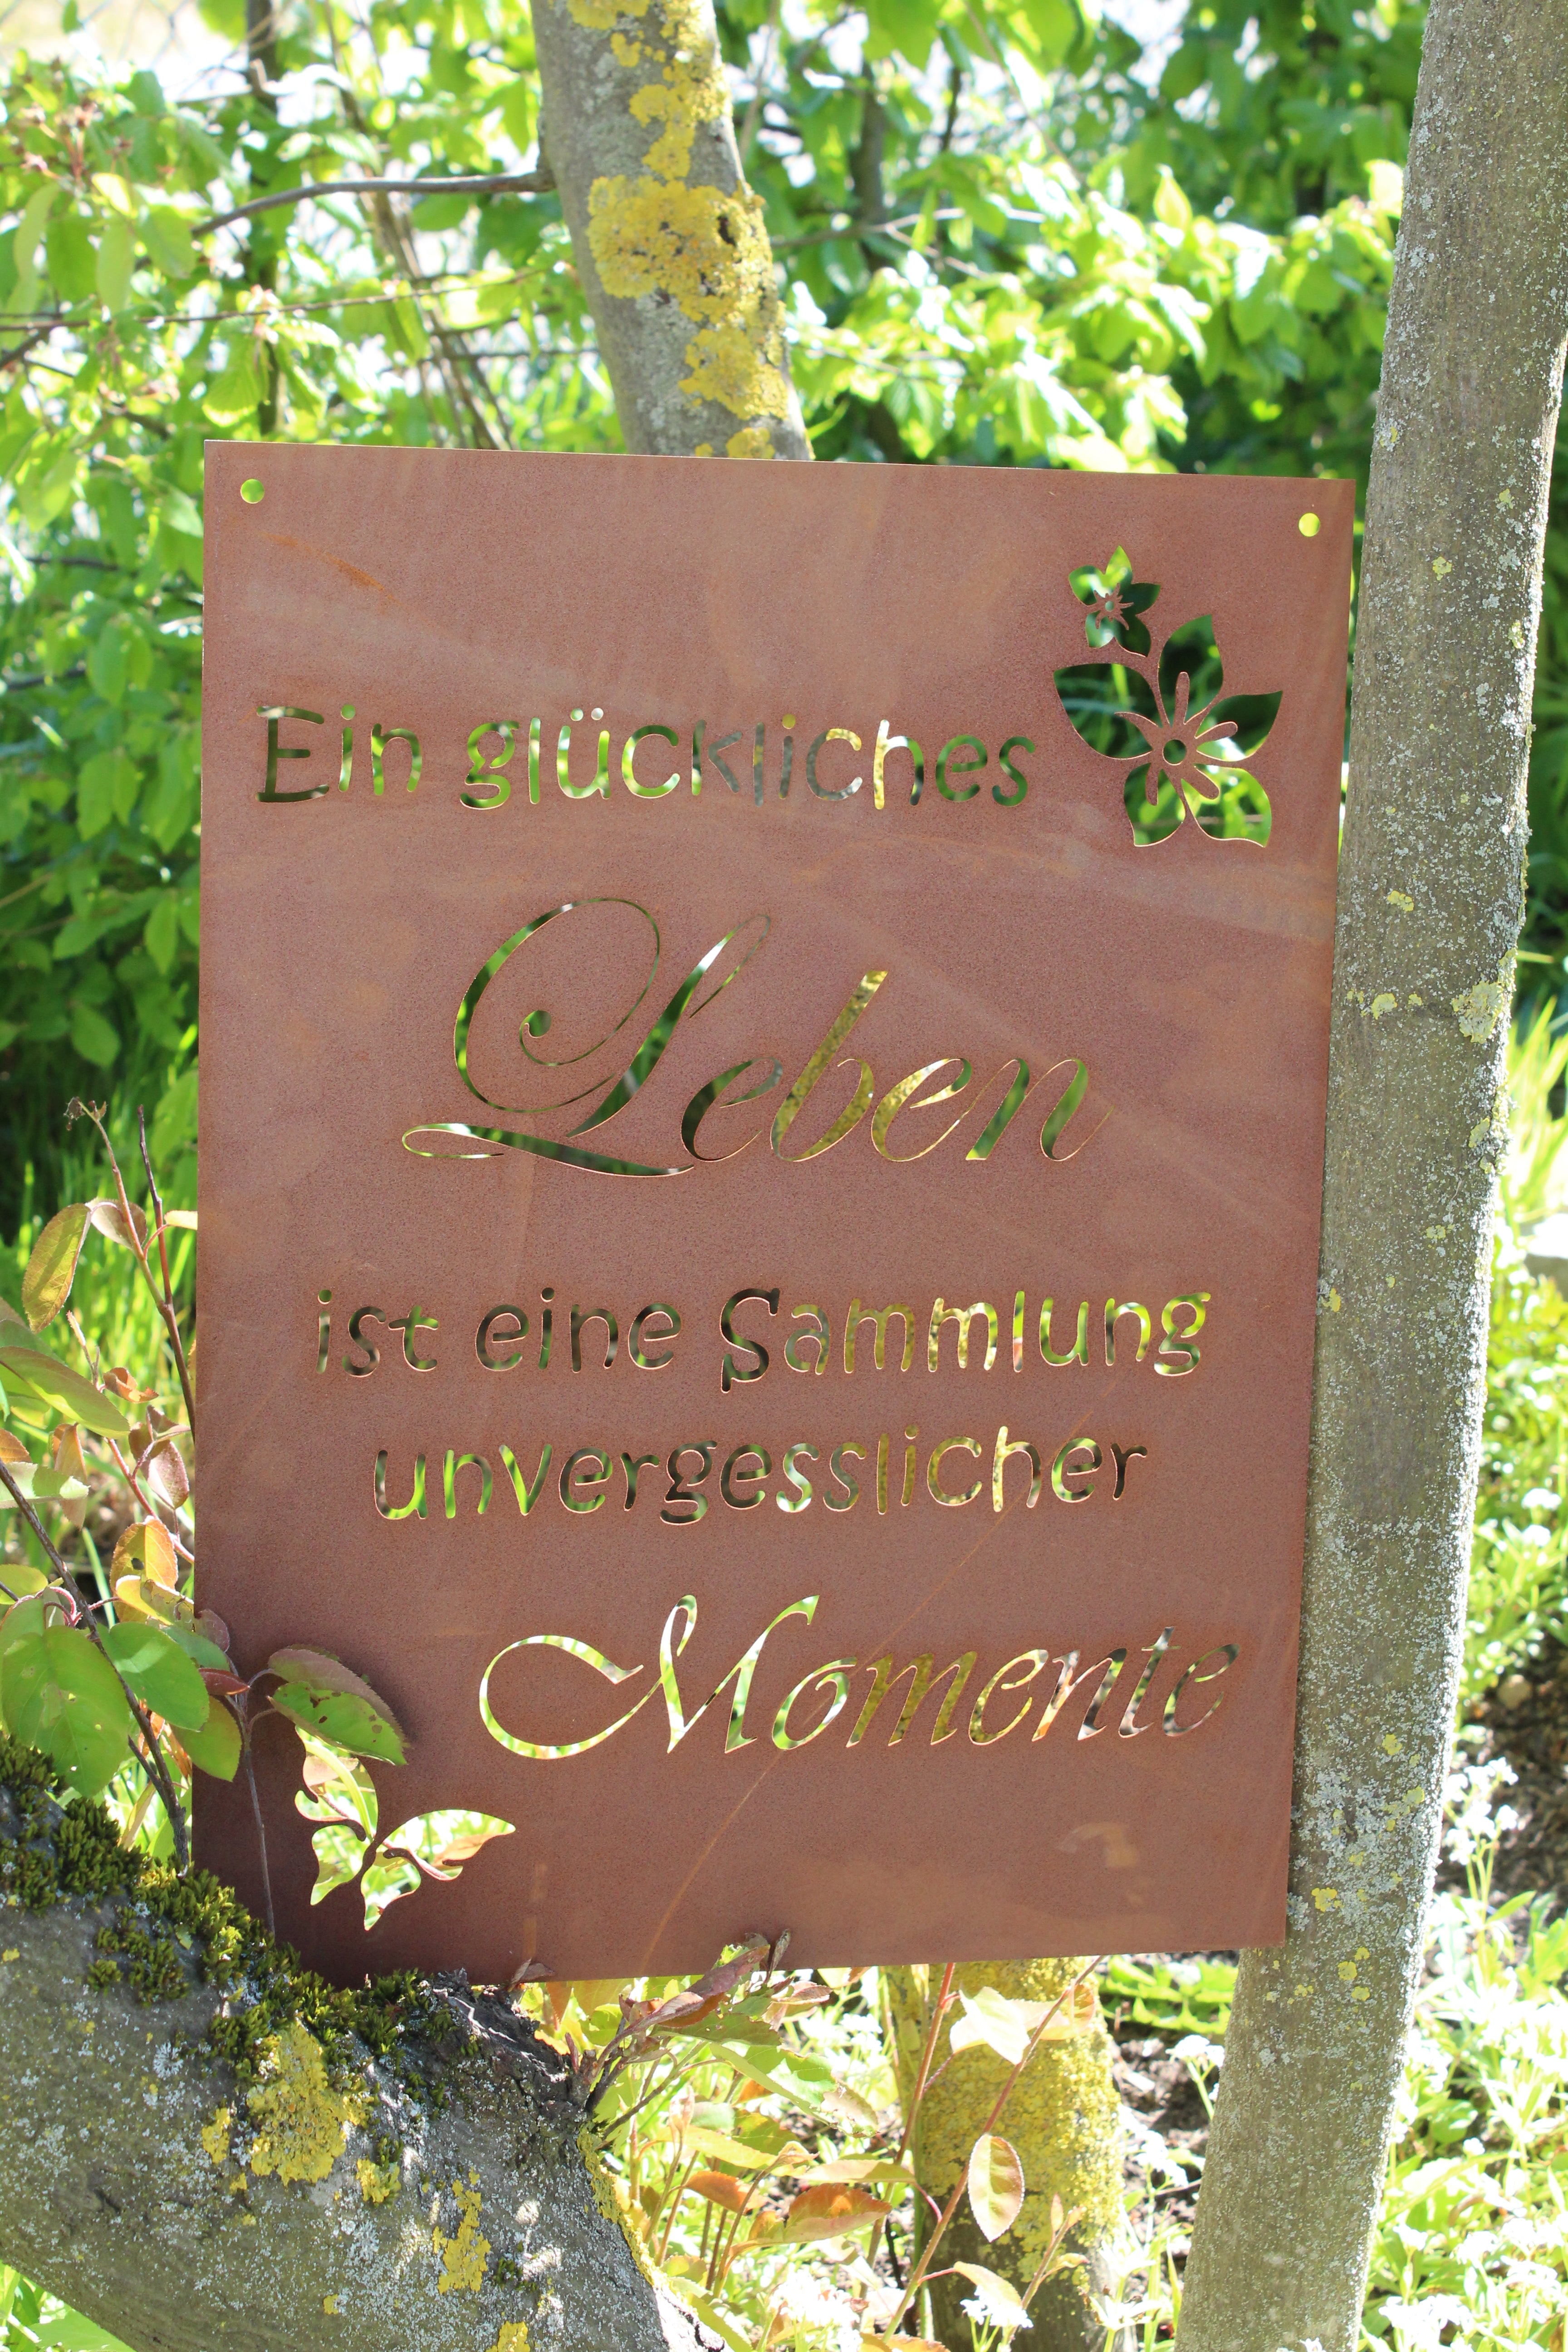 Ein glückliches
Leben
ist eine Sammlung
unvergesslicher
Momente